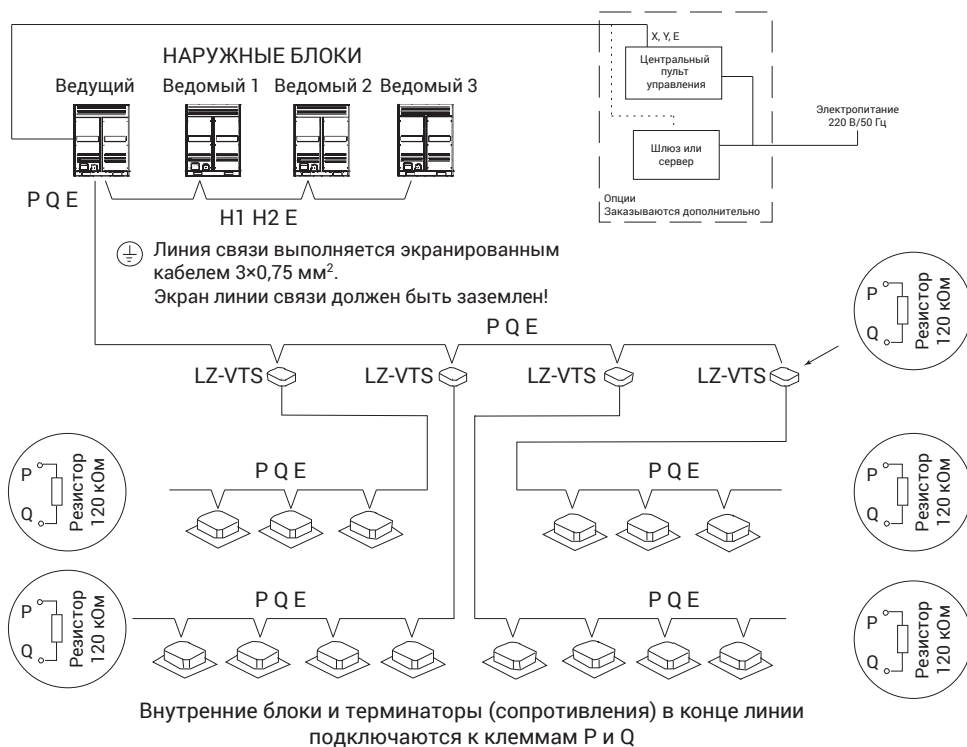 НАРУЖНЫЕ БЛОКИ
Ведущий
Ведомый 1
Ведомый 2
Ведомый 3
X, Y, E
Центральный
пульт
управления
Электропитание
220 В/50 Гц
Шлюз или
сервер
Опции
Заказываются дополнительно
P Q E
H1 H2 E
Линия связи выполняется экранированным
кабелем 3×0,75 мм².
Экран линии связи должен быть заземлен!
P Q E
P
Q
Резистор
120 кОм
LZ-VTS
LZ-VTS
LZ-VTS
LZ-VTS
P
Q
Резистор
120 кОм
P Q E
P Q E
P
Q
Резистор
120 кОм
P
Q
Резистор
120 кОм
P Q E
P Q E
P
Q
Резистор
120 кОм
Внутренние блоки и терминаторы (сопротивления) в конце линии
подключаются к клеммам P и Q